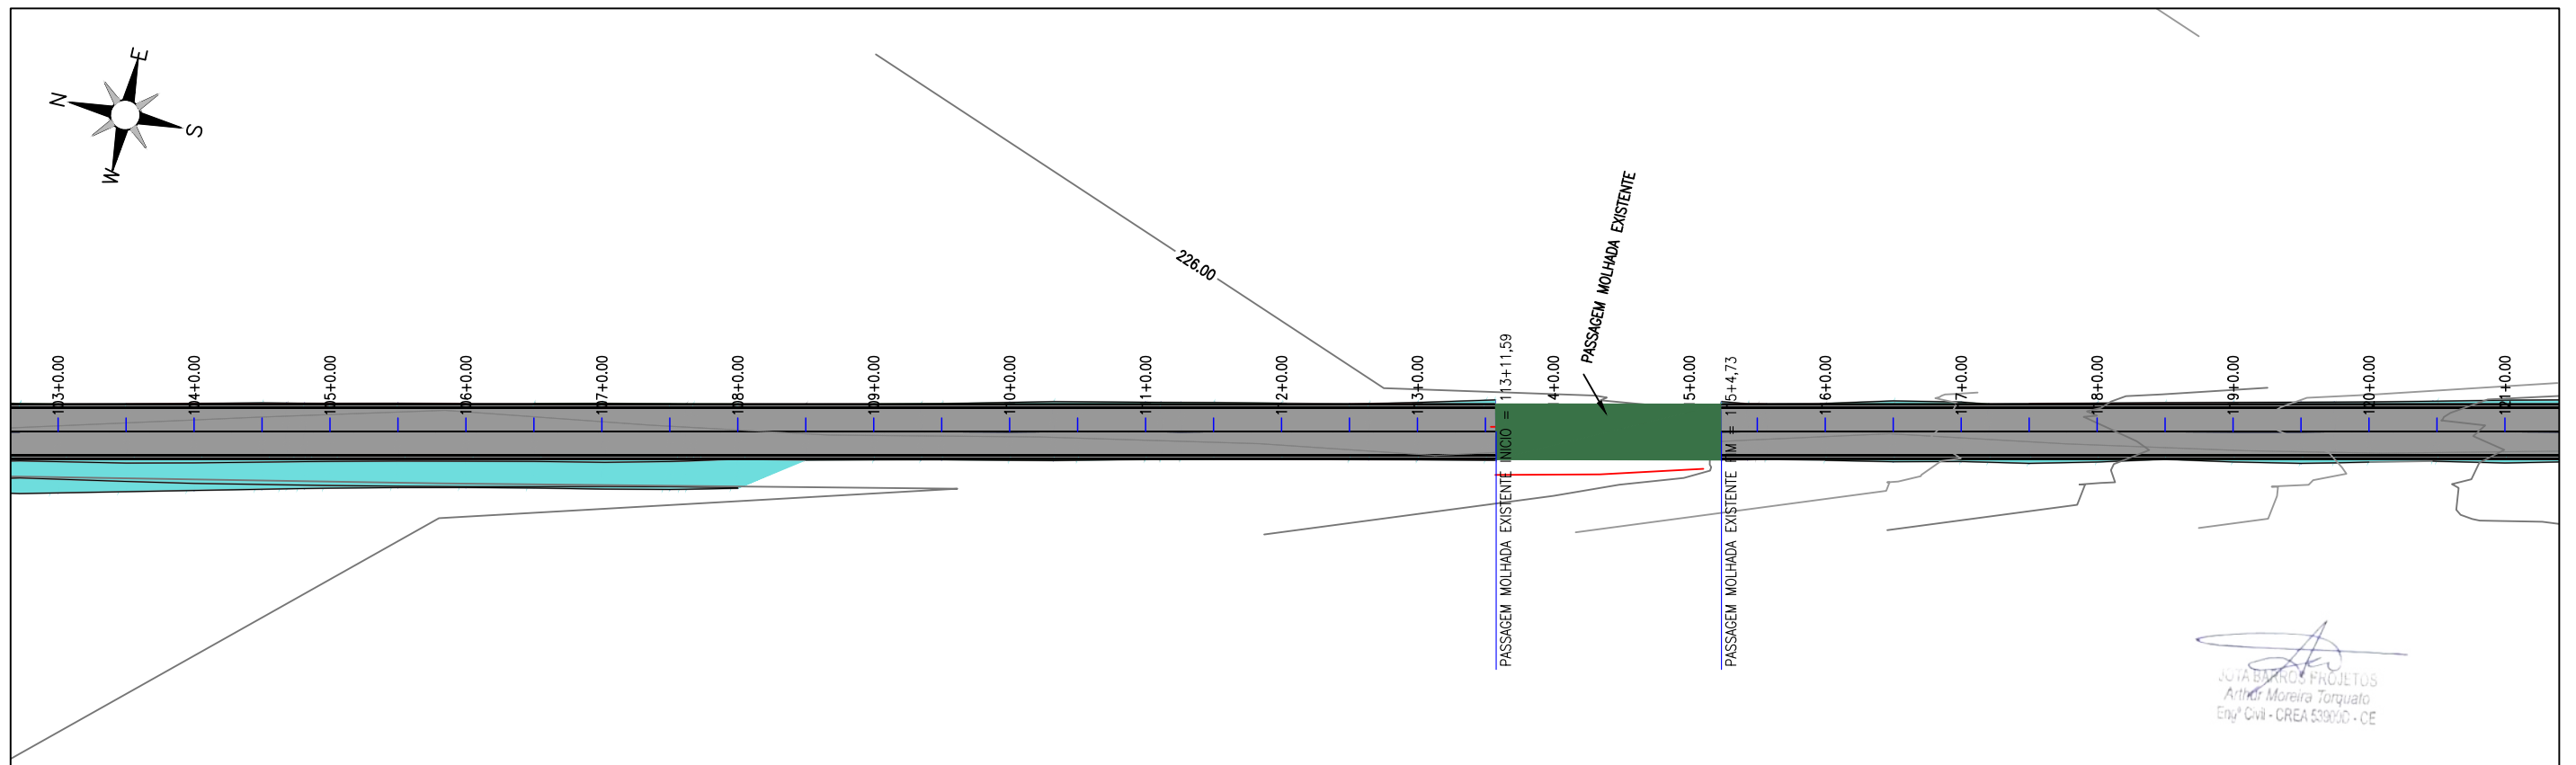 E
N
S
W
226.00
PASSAGEM MOLHADA EXISTENTE
103+0.00
104+0.00
105+0.00
106+0.00
107+0.00
108+0.00
109+0.00
110+0.00
111+0.00
112+0.00
113+0.00
PASSAGEM MOLHADA EXISTENTE INICIO = 113+11,59
4+0.00
5+0.00
PASSAGEM MOLHADA EXISTENTE FIM = 115+4,73
116+0.00
117+0.00
118+0.00
119+0.00
120+0.00
121+0.00
JOTA BARROS PROJETOS
Arthur Moreira Torquato
Engº Civil - CREA - CE